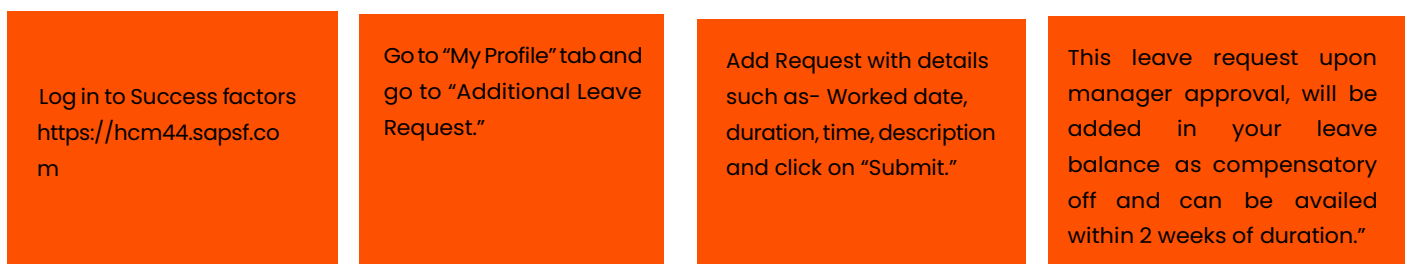 Log in to Success factors
https://hcm44.sapsf.co
m
Go to “My Profile” tab and
go to “Additional Leave
Request.”
Add Request with details
such as- Worked date,
duration, time, description
and click on “Submit.”
This leave request upon
manager approval, will be
added in your leave
balance as compensatory
off and can be availed
within 2 weeks of duration.”